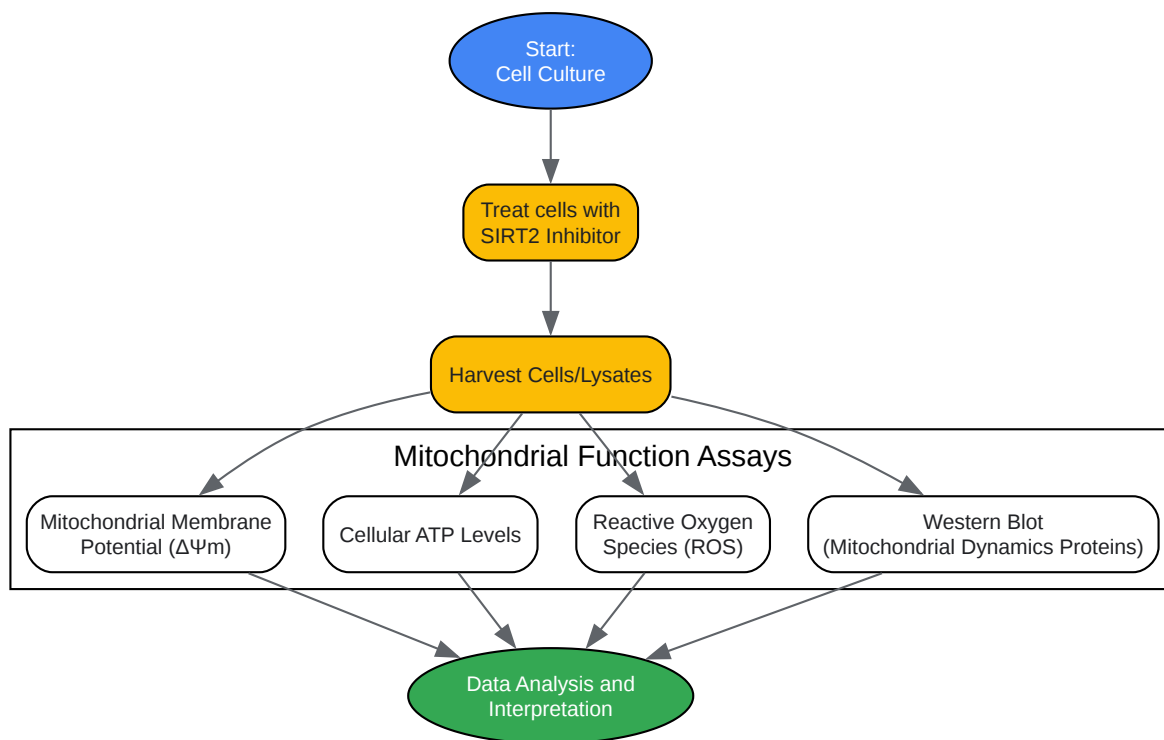 Start:
Cell Culture
Treat cells with
SIRT2 Inhibitor
Harvest Cells/Lysates
Mitochondrial Function Assays
Mitochondrial Membrane
Potential (ΔΨm)
Cellular ATP Levels
Reactive Oxygen
Species (ROS)
Western Blot
(Mitochondrial Dynamics Proteins)
Data Analysis and
Interpretation